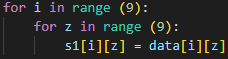 for i in range (9):
    for z in range (9):
        s1[i][z] = data[i][z]